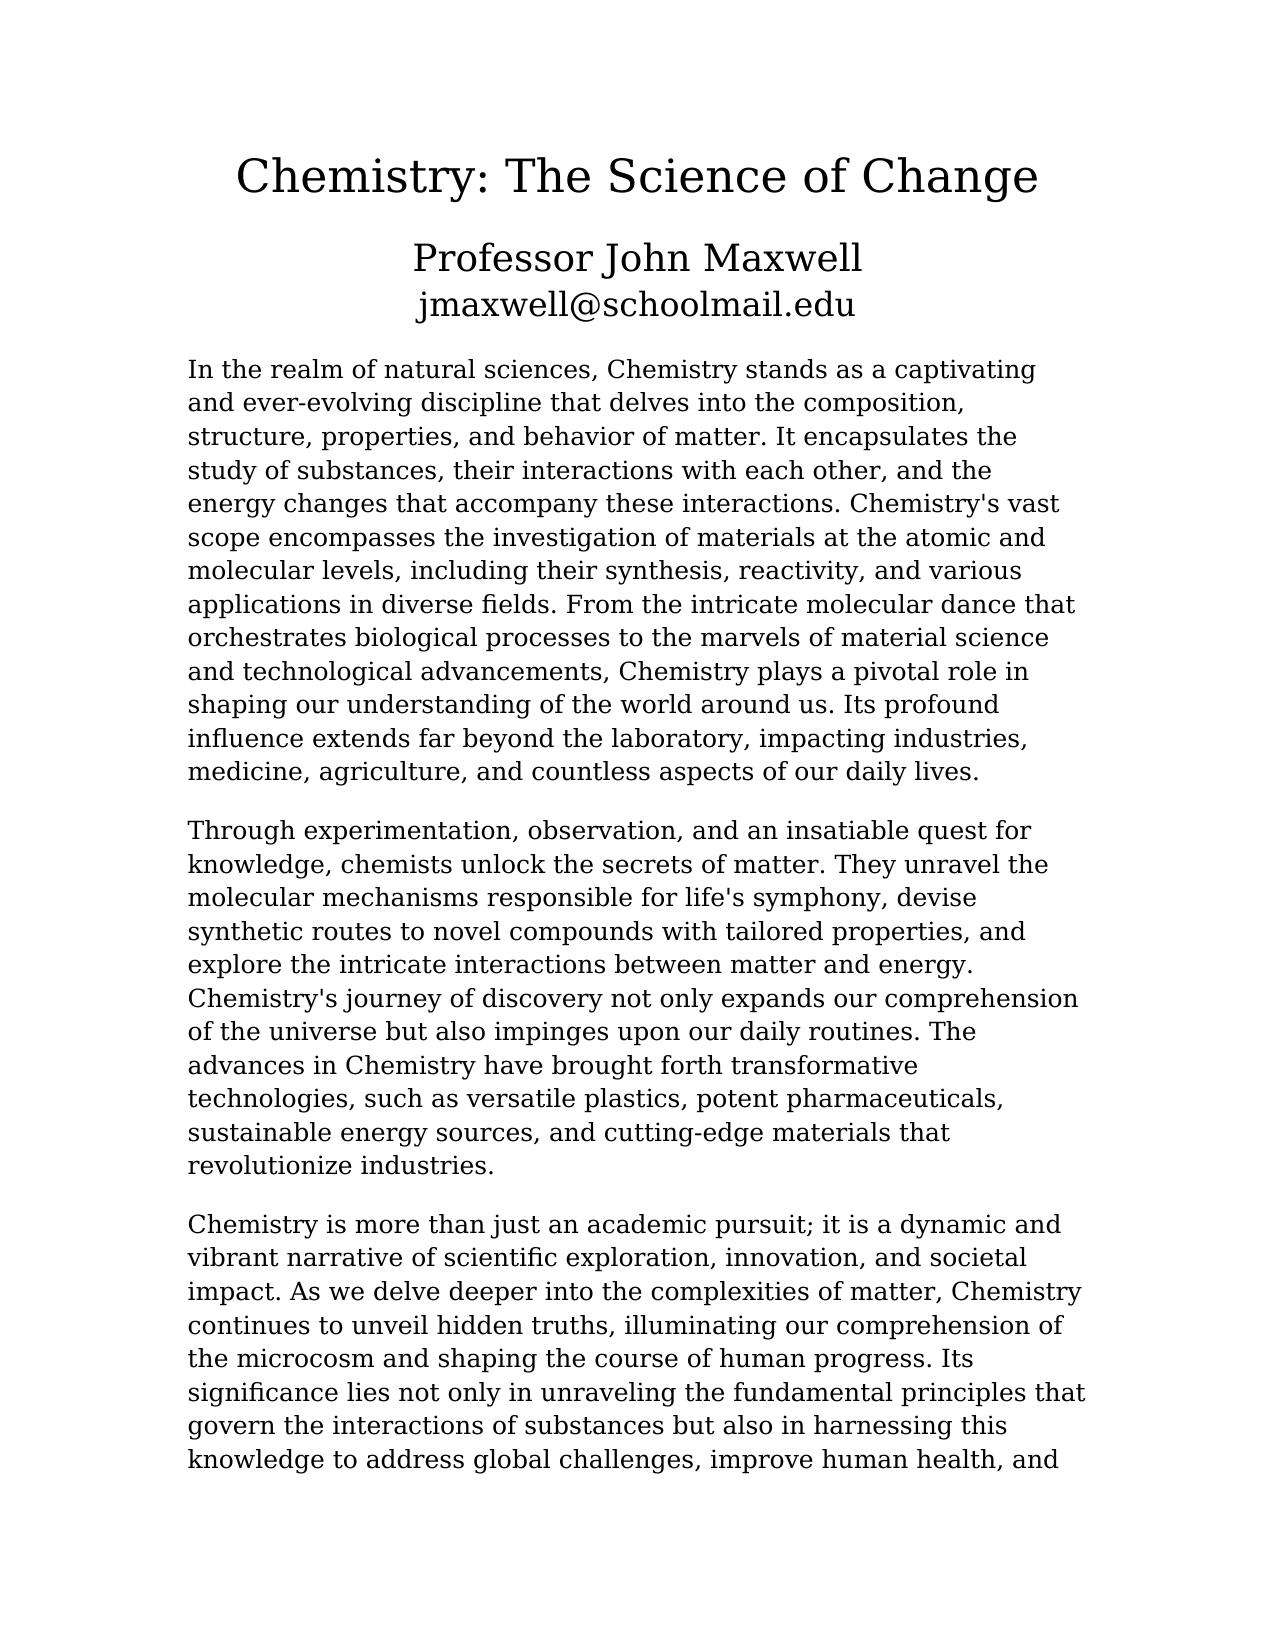 Chemistry: The Science of Change
Professor John Maxwell
jmaxwell@schoolmail.edu
In the realm of natural sciences, Chemistry stands as a captivating
and ever-evolving discipline that delves into the composition,
structure, properties, and behavior of matter. It encapsulates the
study of substances, their interactions with each other, and the
energy changes that accompany these interactions. Chemistry's vast
scope encompasses the investigation of materials at the atomic and
molecular levels, including their synthesis, reactivity, and various
applications in diverse fields. From the intricate molecular dance that
orchestrates biological processes to the marvels of material science
and technological advancements, Chemistry plays a pivotal role in
shaping our understanding of the world around us. Its profound
influence extends far beyond the laboratory, impacting industries,
medicine, agriculture, and countless aspects of our daily lives.
Through experimentation, observation, and an insatiable quest for
knowledge, chemists unlock the secrets of matter. They unravel the
molecular mechanisms responsible for life's symphony, devise
synthetic routes to novel compounds with tailored properties, and
explore the intricate interactions between matter and energy.
Chemistry's journey of discovery not only expands our comprehension
of the universe but also impinges upon our daily routines. The
advances in Chemistry have brought forth transformative
technologies, such as versatile plastics, potent pharmaceuticals,
sustainable energy sources, and cutting-edge materials that
revolutionize industries.
Chemistry is more than just an academic pursuit; it is a dynamic and
vibrant narrative of scientific exploration, innovation, and societal
impact. As we delve deeper into the complexities of matter, Chemistry
continues to unveil hidden truths, illuminating our comprehension of
the microcosm and shaping the course of human progress. Its
significance lies not only in unraveling the fundamental principles that
govern the interactions of substances but also in harnessing this
knowledge to address global challenges, improve human health, and